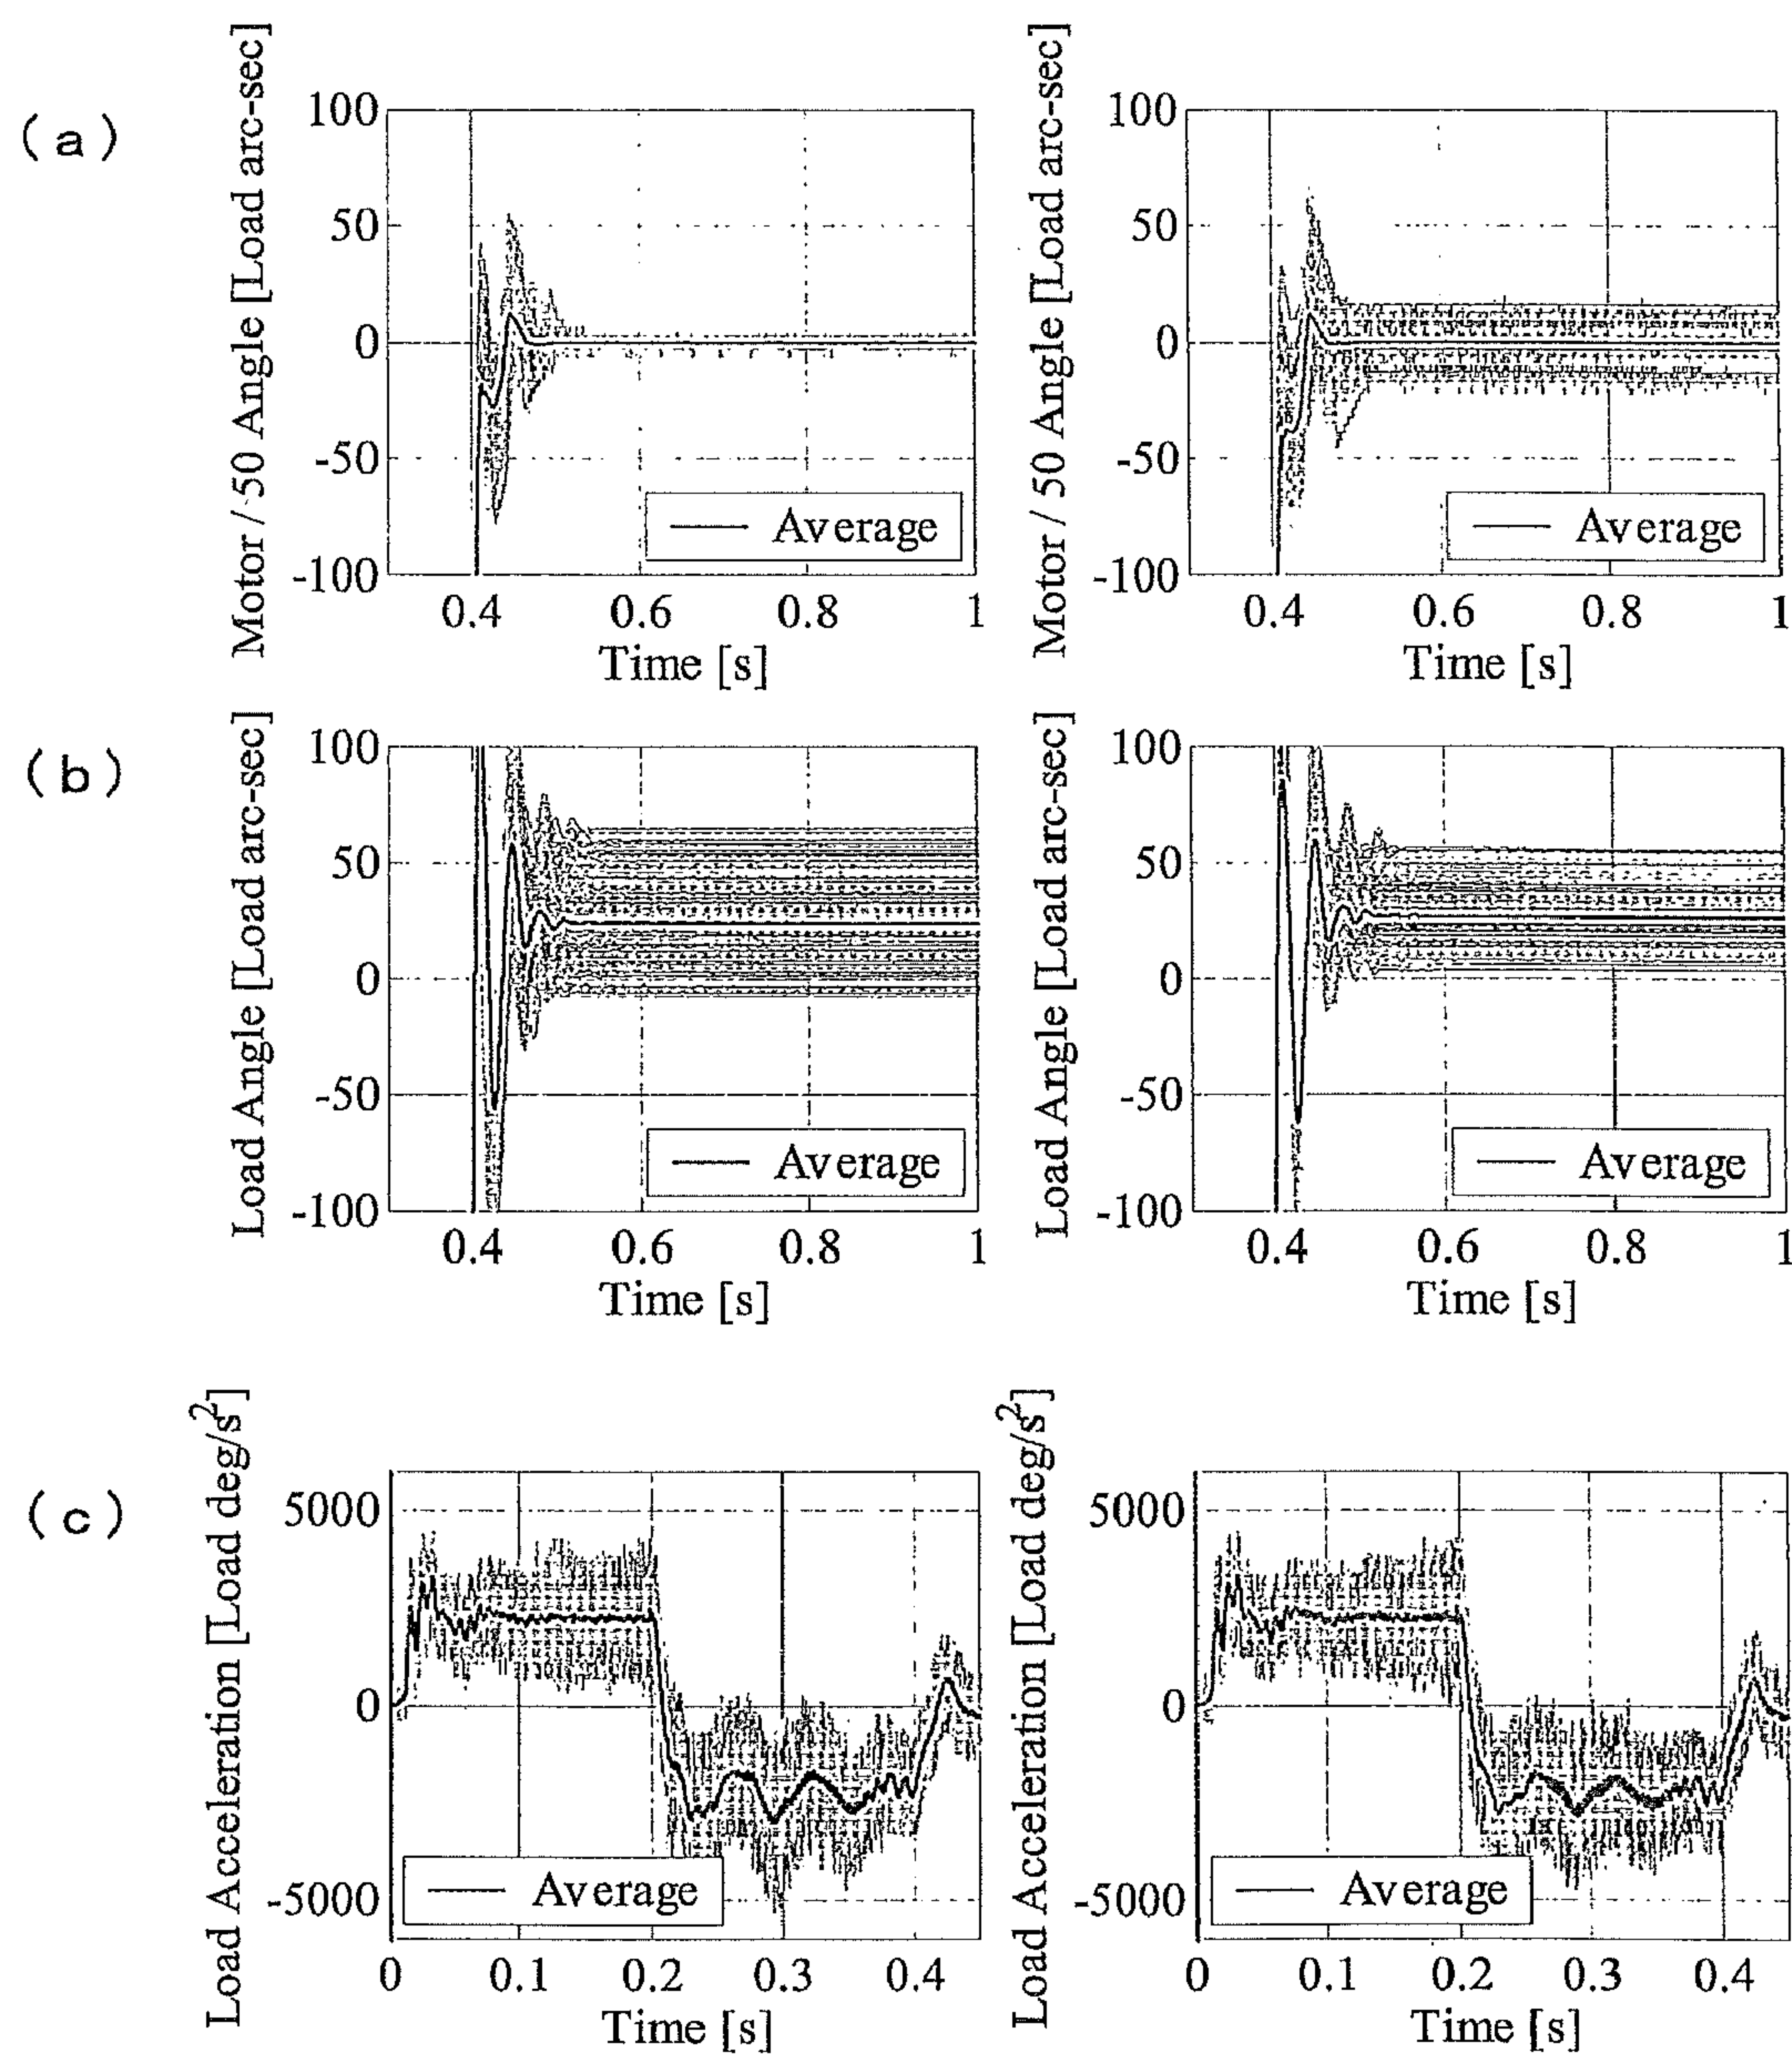 (a)
Motor / 50 Angle [Load arc-sec]
100
50
0
-50
-100
Average
0.4 0.6 0.8 1
Time [s]
Motor / 50 Angle [Load arc-sec]
100
50
0
-50
-100
Average
0.4 0.6 0.8 1
Time [s]
(b)
Load Angle [Load arc-sec]
100
50
0
-50
-100
Average
0.4 0.6 0.8 1
Time [s]
Load Angle [Load arc-sec]
100
50
0
-50
-100
Average
0.4 0.6 0.8 1
Time [s]
(c)
Load Acceleration [Load deg/s²]
5000
0
-5000
Average
0 0.1 0.2 0.3 0.4
Time [s]
Load Acceleration [Load deg/s²]
5000
0
-5000
Average
0 0.1 0.2 0.3 0.4
Time [s]